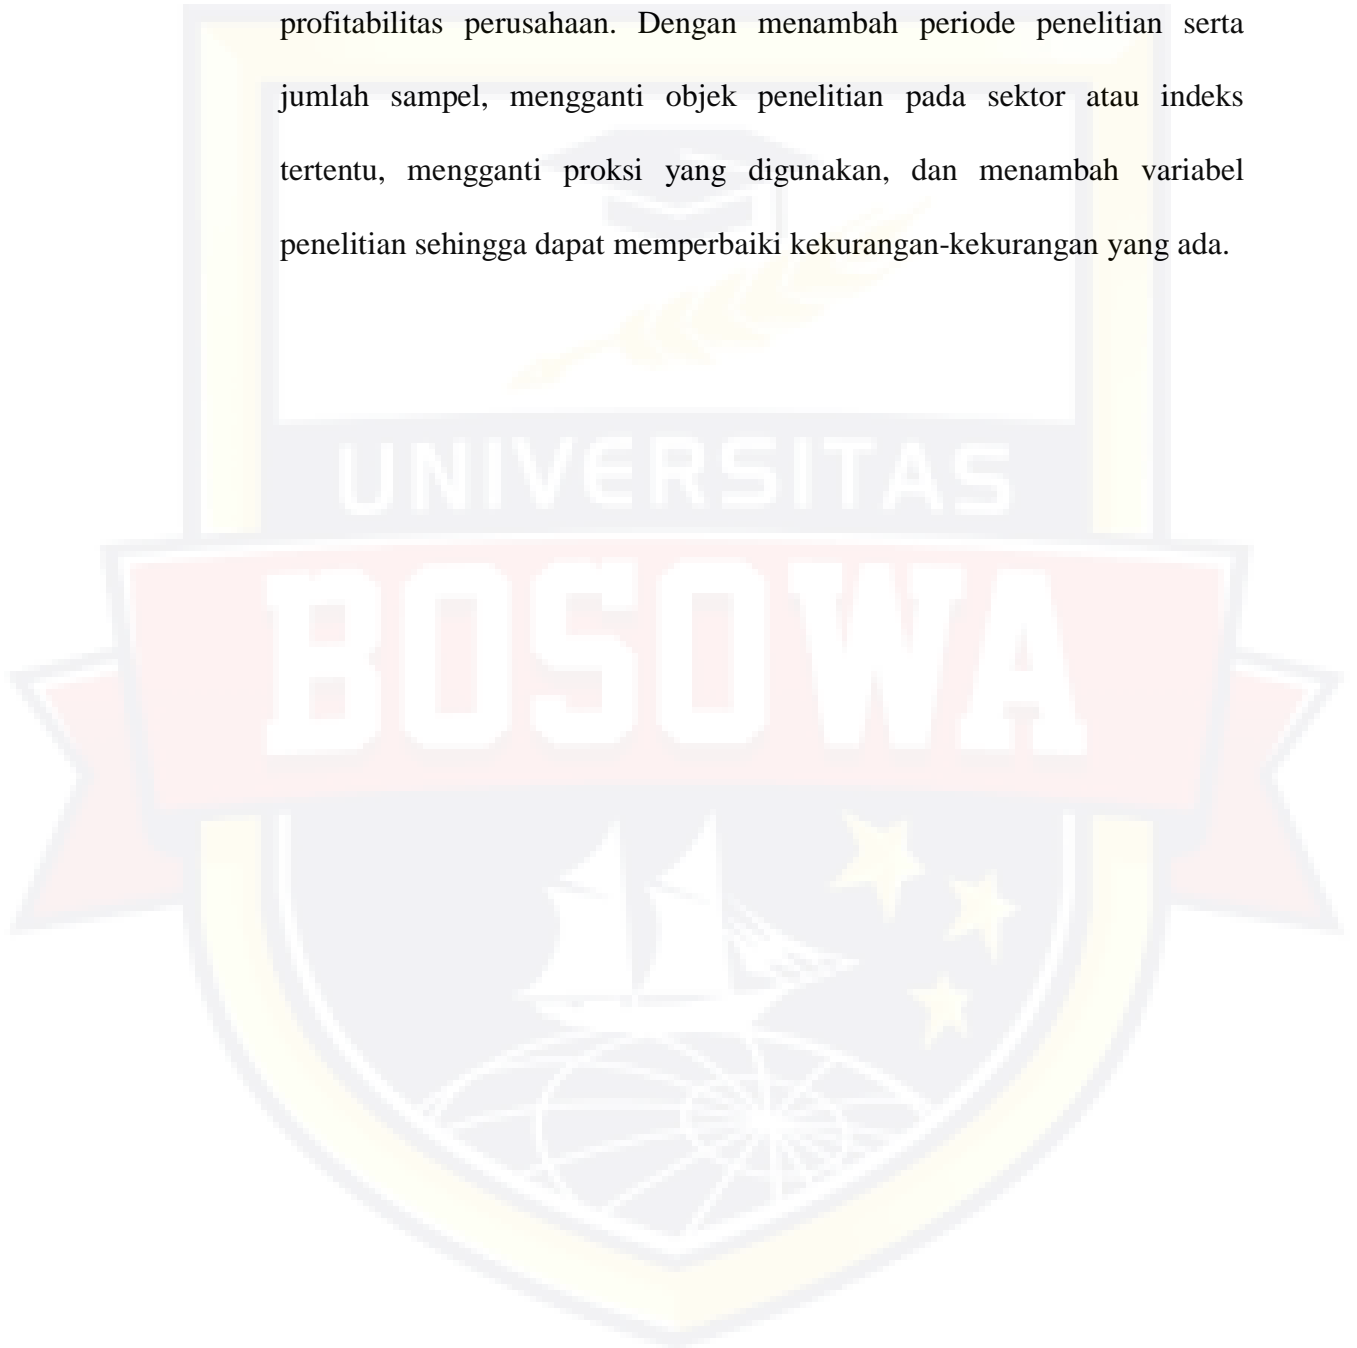 profitabilitas perusahaan. Dengan menambah periode penelitian serta
jumlah sampel, mengganti objek penelitian pada sektor atau indeks
tertentu, mengganti proksi yang digunakan, dan menambah variabel
penelitian sehingga dapat memperbaiki kekurangan-kekurangan yang ada.
UNIVERSITAS
BOSOWA